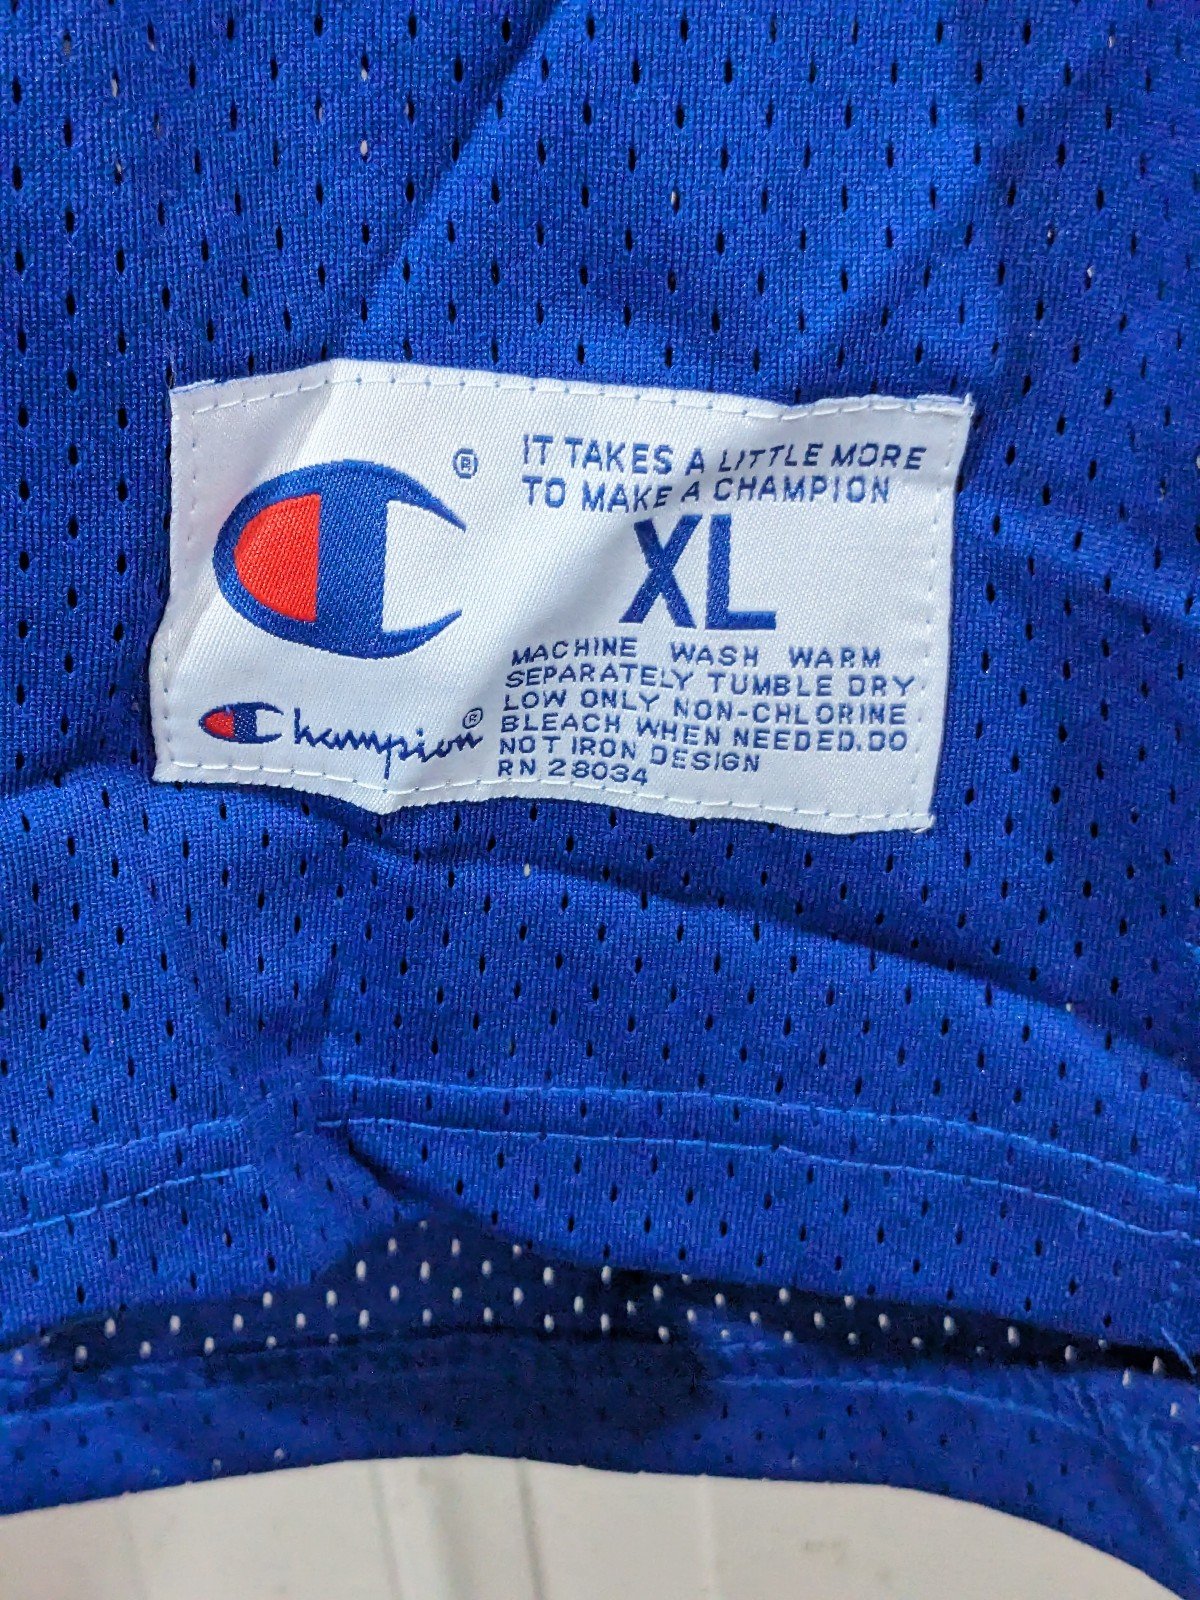 IT TAKES A LITTLE MORE
TO MAKE A CHAMPION
XL
MACHINE WASH WARM
SEPARATELY TUMBLE DRY
LOW ONLY NON-CHLORINE
BLEACH WHEN NEEDED. DO
NOT IRON DESIGN
RN 28034
®
Champion®